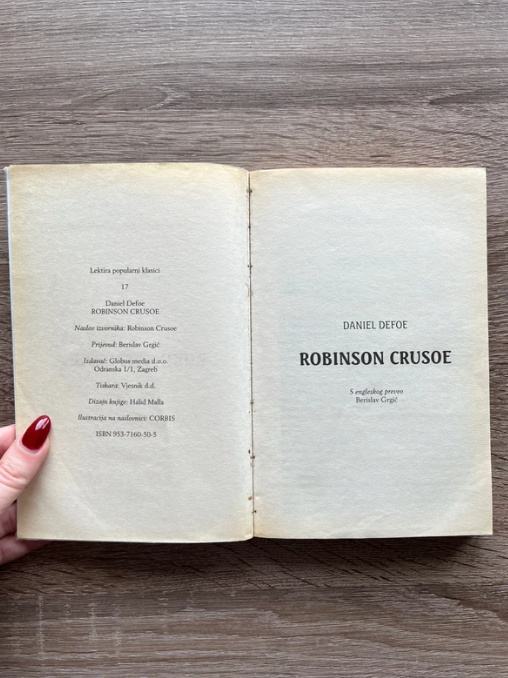 Lektira popularni klasici
17
Daniel Defoe
ROBINSON CRUSOE
Naslov izvornika: Robinson Crusoe
Prijevod: Berislav Grgić
Izdavač: Globus media d.o.o.
Odranska 1/1, Zagreb
Tiskara: Vjesnik d.d.
Dizajn knjige: Halid Malla
Ilustracija na naslovnici: CORBIS
ISBN 953-7160-50-5
DANIEL DEFOE
ROBINSON CRUSOE
S engleskog preveo
Berislav Grgić